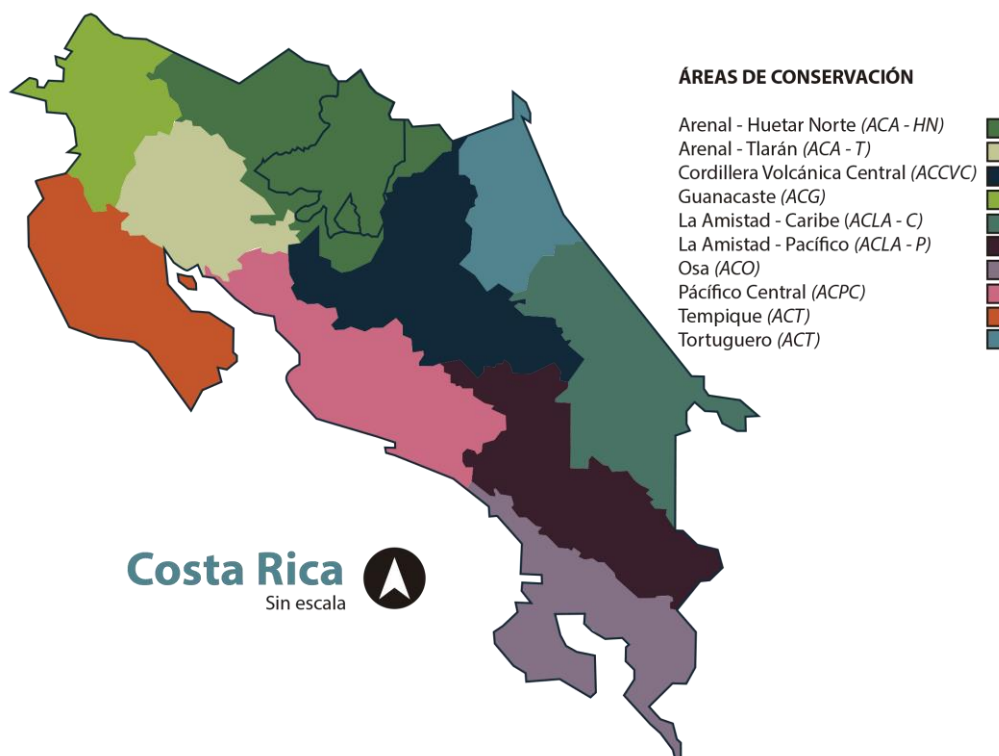 ÁREAS DE CONSERVACIÓN
Arenal - Huetar Norte (ACA - HN)
Arenal - Tlarán (ACA - T)
Cordillera Volcánica Central (ACCVC)
Guanacaste (ACG)
La Amistad - Caribe (ACLA - C)
La Amistad - Pacífico (ACLA - P)
Osa (ACO)
Pácífico Central (ACPC)
Tempique (ACT)
Tortuguero (ACT)
Costa Rica
Sin escala